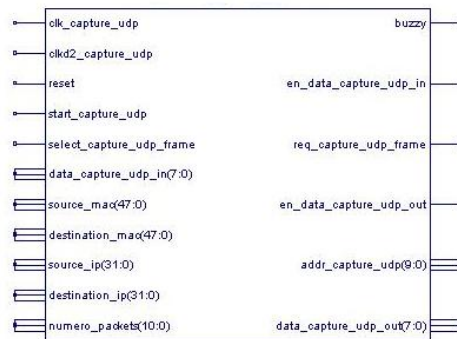 clk_capture_udp
buzzy
clkd2_capture_udp
reset
en_data_capture_udp_in
start_capture_udp
select_capture_udp_frame
req_capture_udp_frame
data_capture_udp_in(7:0)
source_mac(47:0)
en_data_capture_udp_out
destination_mac(47:0)
source_ip(31:0)
addr_capture_udp(9:0)
destination_ip(31:0)
numero_packets(10:0)
data_capture_udp_out(7:0)